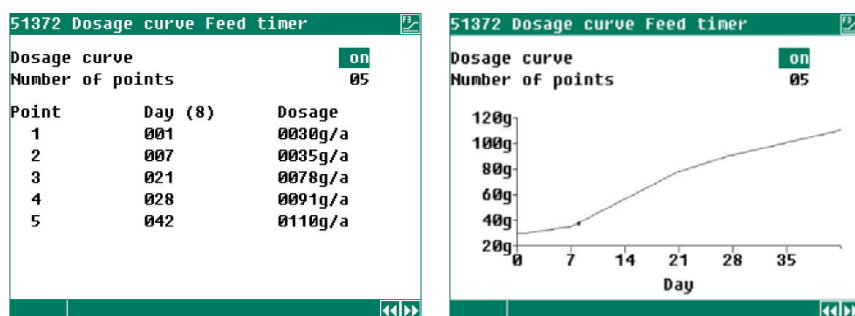 51372 Dosage curve Feed timer F3
Dosage curve on
Number of points 05
Point Day (8) Dosage
1 001 0030g/a
2 007 0035g/a
3 021 0078g/a
4 028 0091g/a
5 042 0110g/a
51372 Dosage curve Feed timer F3
Dosage curve on
Number of points 05
120g
100g
80g
60g
40g
20g
0 7 14 21 28 35
Day